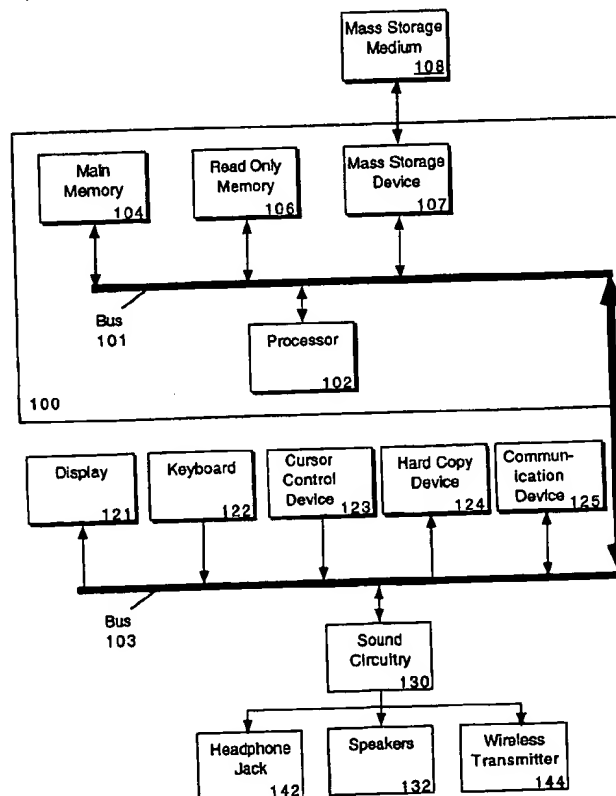 Mass Storage
Medium
108
Main
Memory
104
Read Only
Memory
106
Mass Storage
Device
107
Bus
101
Processor
102
100
Display
121
Keyboard
122
Cursor
Control
Device
123
Hard Copy
Device
124
Commun-
ication
Device
125
Bus
103
Sound
Circuitry
130
Headphone
Jack
142
Speakers
132
Wireless
Transmitter
144